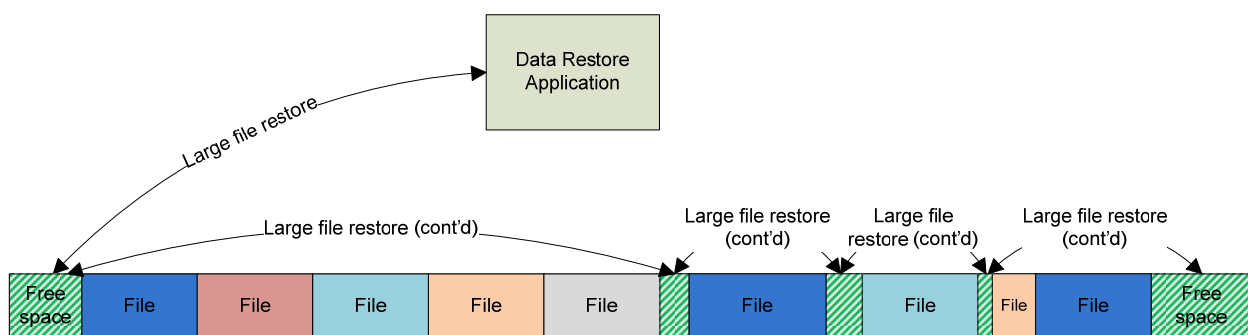 Data Restore
Application
Large file restore
Large file restore (cont'd)
Large file restore
(cont'd)
Large file
restore (cont'd)
Large file restore
(cont'd)
Free
space
File
File
File
File
File
File
File
File
File
Free
space